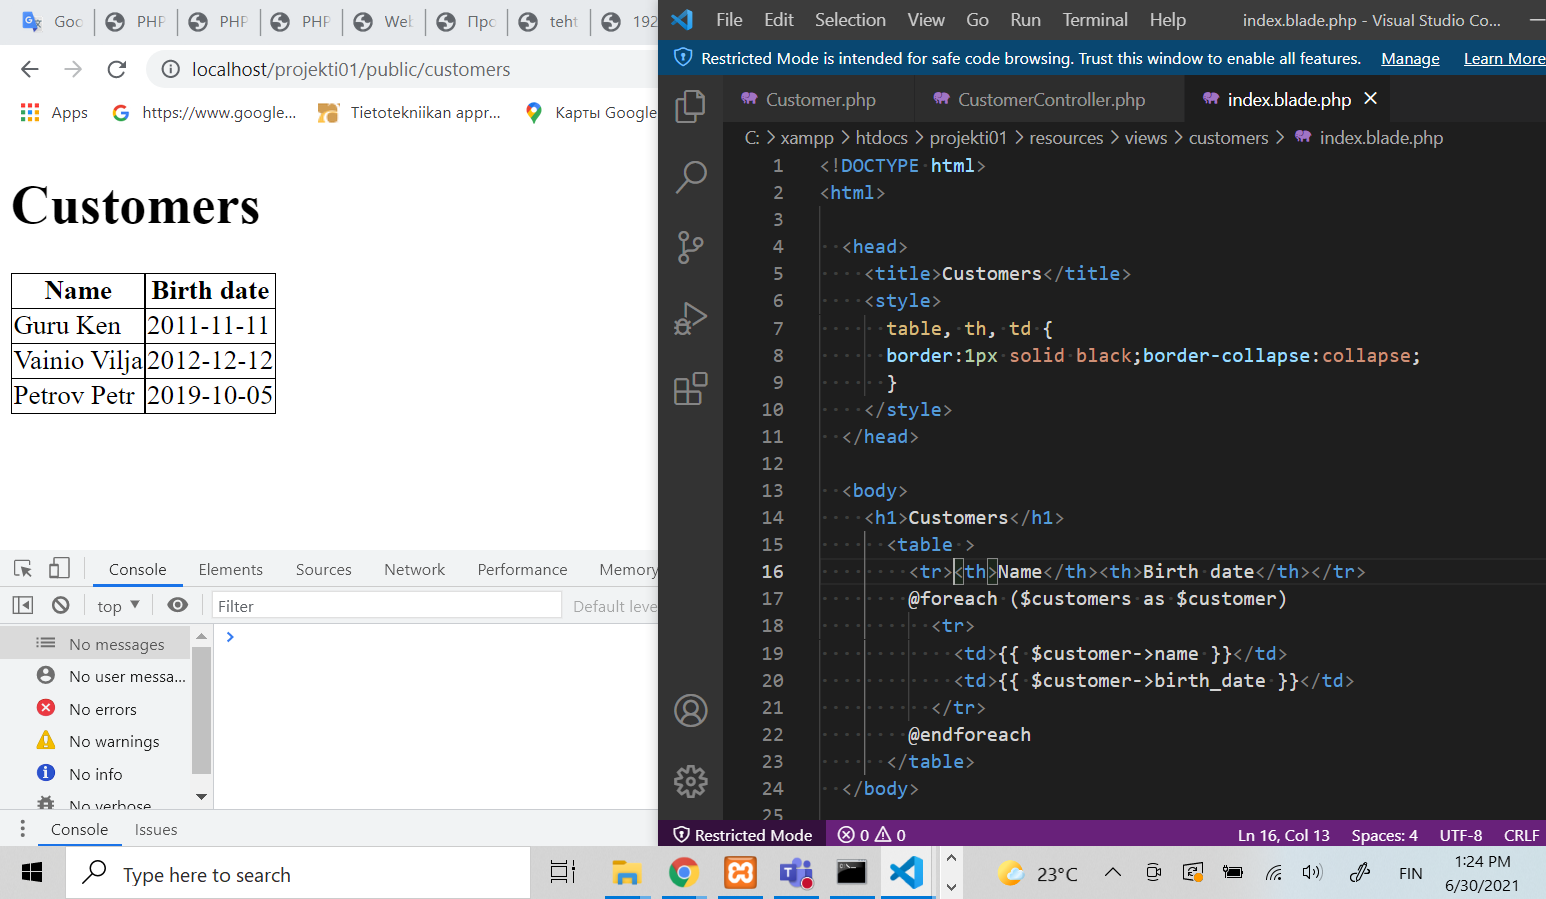 Goo PHP PHP PHP Web Про teht 192
localhost/projekti01/public/customers
Apps https://www.google... Tietotekniikan appr... Карты Google
Customers
Name Birth date
Guru Ken 2011-11-11
Vainio Vilja 2012-12-12
Petrov Petr 2019-10-05
Console Elements Sources Network Performance Memory
top Filter Default leve
No messages
No user messa...
No errors
No warnings
No info
No verbose
Console Issues
File Edit Selection View Go Run Terminal Help index.blade.php - Visual Studio Co...
Restricted Mode is intended for safe code browsing. Trust this window to enable all features. Manage Learn More
Customer.php CustomerController.php index.blade.php
C: > xampp > htdocs > projekti01 > resources > views > customers > index.blade.php
1 <!DOCTYPE html>
2 <html>
3
4 <head>
5 <title>Customers</title>
6 <style>
7 table, th, td {
8 border:1px solid black;border-collapse:collapse;
9 }
10 </style>
11 </head>
12
13 <body>
14 <h1>Customers</h1>
15 <table >
16 <tr><th>Name</th><th>Birth date</th></tr>
17 @foreach ($customers as $customer)
18 <tr>
19 <td>{{ $customer->name }}</td>
20 <td>{{ $customer->birth_date }}</td>
21 </tr>
22 @endforeach
23 </table>
24 </body>
25
Restricted Mode 0 0 Ln 16, Col 13 Spaces: 4 UTF-8 CRLF
Type here to search 23°C FIN 1:24 PM
6/30/2021